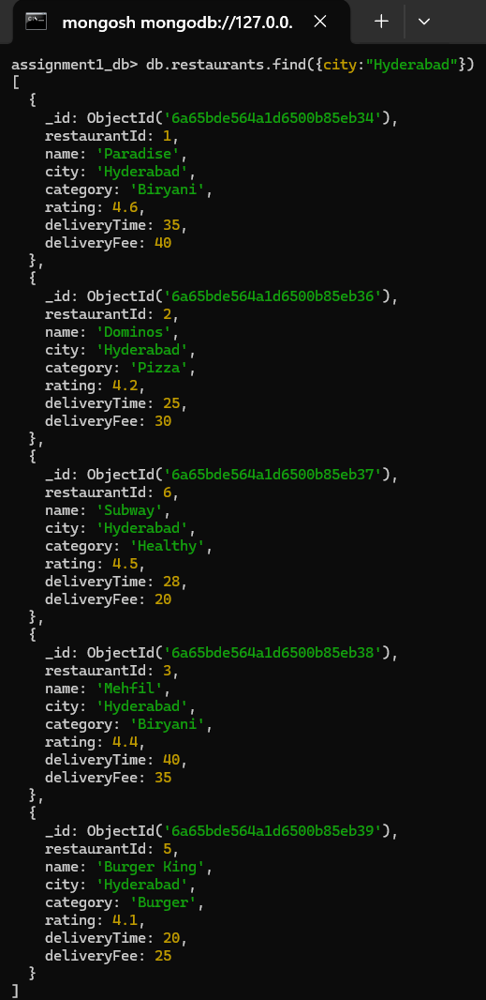 mongosh mongodb://127.0.0.
assignment1_db> db.restaurants.find({city:"Hyderabad"})
[
  {
    _id: ObjectId('6a65bde564a1d6500b85eb34'),
    restaurantId: 1,
    name: 'Paradise',
    city: 'Hyderabad',
    category: 'Biryani',
    rating: 4.6,
    deliveryTime: 35,
    deliveryFee: 40
  },
  {
    _id: ObjectId('6a65bde564a1d6500b85eb36'),
    restaurantId: 2,
    name: 'Dominos',
    city: 'Hyderabad',
    category: 'Pizza',
    rating: 4.2,
    deliveryTime: 25,
    deliveryFee: 30
  },
  {
    _id: ObjectId('6a65bde564a1d6500b85eb37'),
    restaurantId: 6,
    name: 'Subway',
    city: 'Hyderabad',
    category: 'Healthy',
    rating: 4.5,
    deliveryTime: 28,
    deliveryFee: 20
  },
  {
    _id: ObjectId('6a65bde564a1d6500b85eb38'),
    restaurantId: 3,
    name: 'Mehfil',
    city: 'Hyderabad',
    category: 'Biryani',
    rating: 4.4,
    deliveryTime: 40,
    deliveryFee: 35
  },
  {
    _id: ObjectId('6a65bde564a1d6500b85eb39'),
    restaurantId: 5,
    name: 'Burger King',
    city: 'Hyderabad',
    category: 'Burger',
    rating: 4.1,
    deliveryTime: 20,
    deliveryFee: 25
  }
]